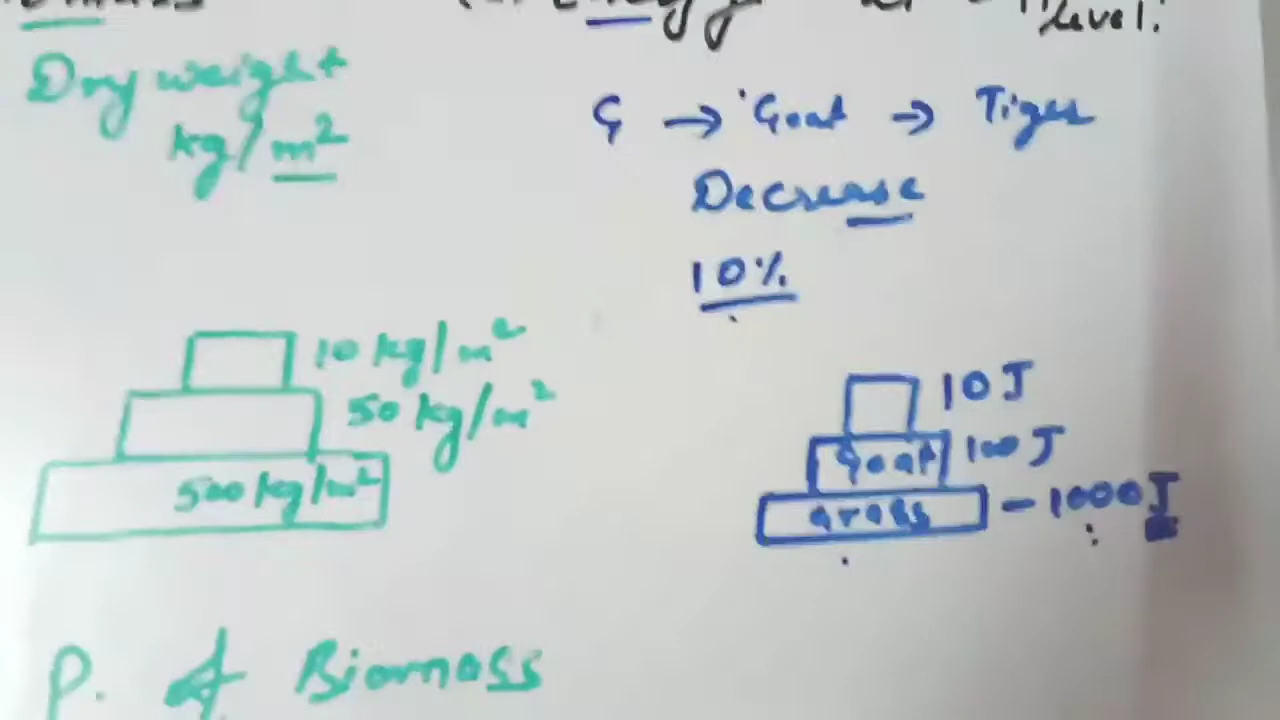 level.
Dry weight
kg/m²
G → Goat → Tiger
Decrease
10%
10 kg/m²
50 kg/m²
500 kg/m²
10 J
Goat 100 J
Grass – 1000 J
P. of Biomass